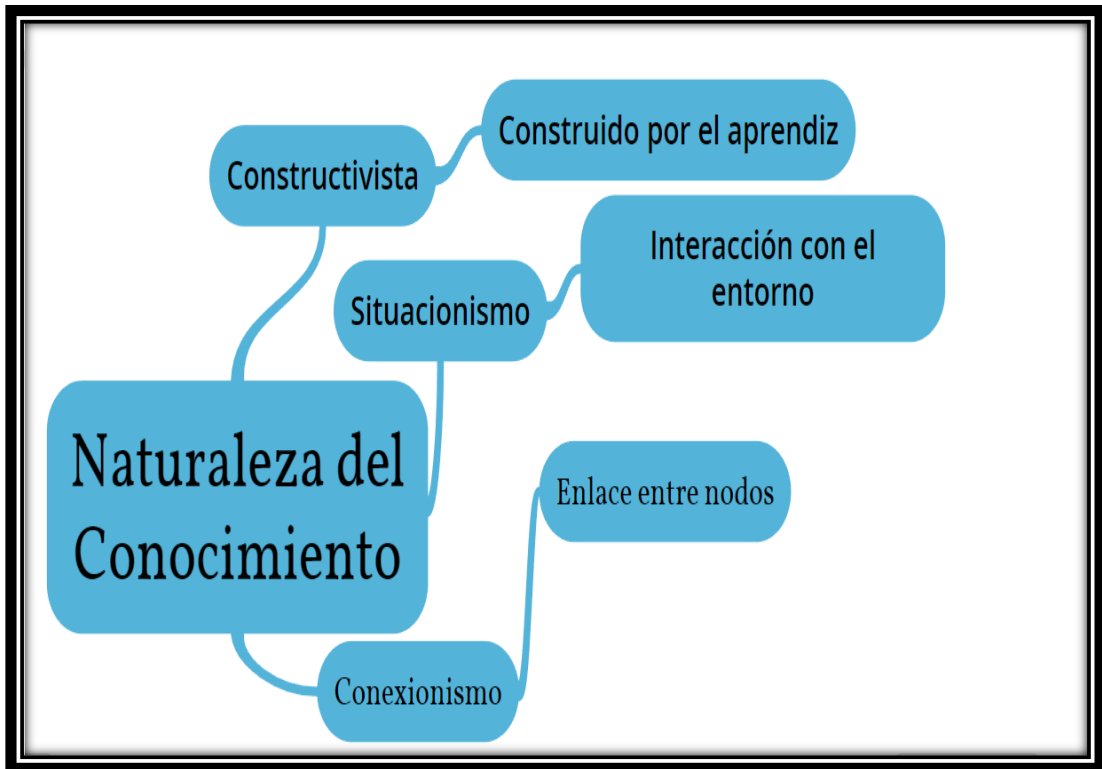 Construido por el aprendiz
Constructivista
Interacción con el
entorno
Situacionismo
Naturaleza del
Conocimiento
Enlace entre nodos
Conexionismo